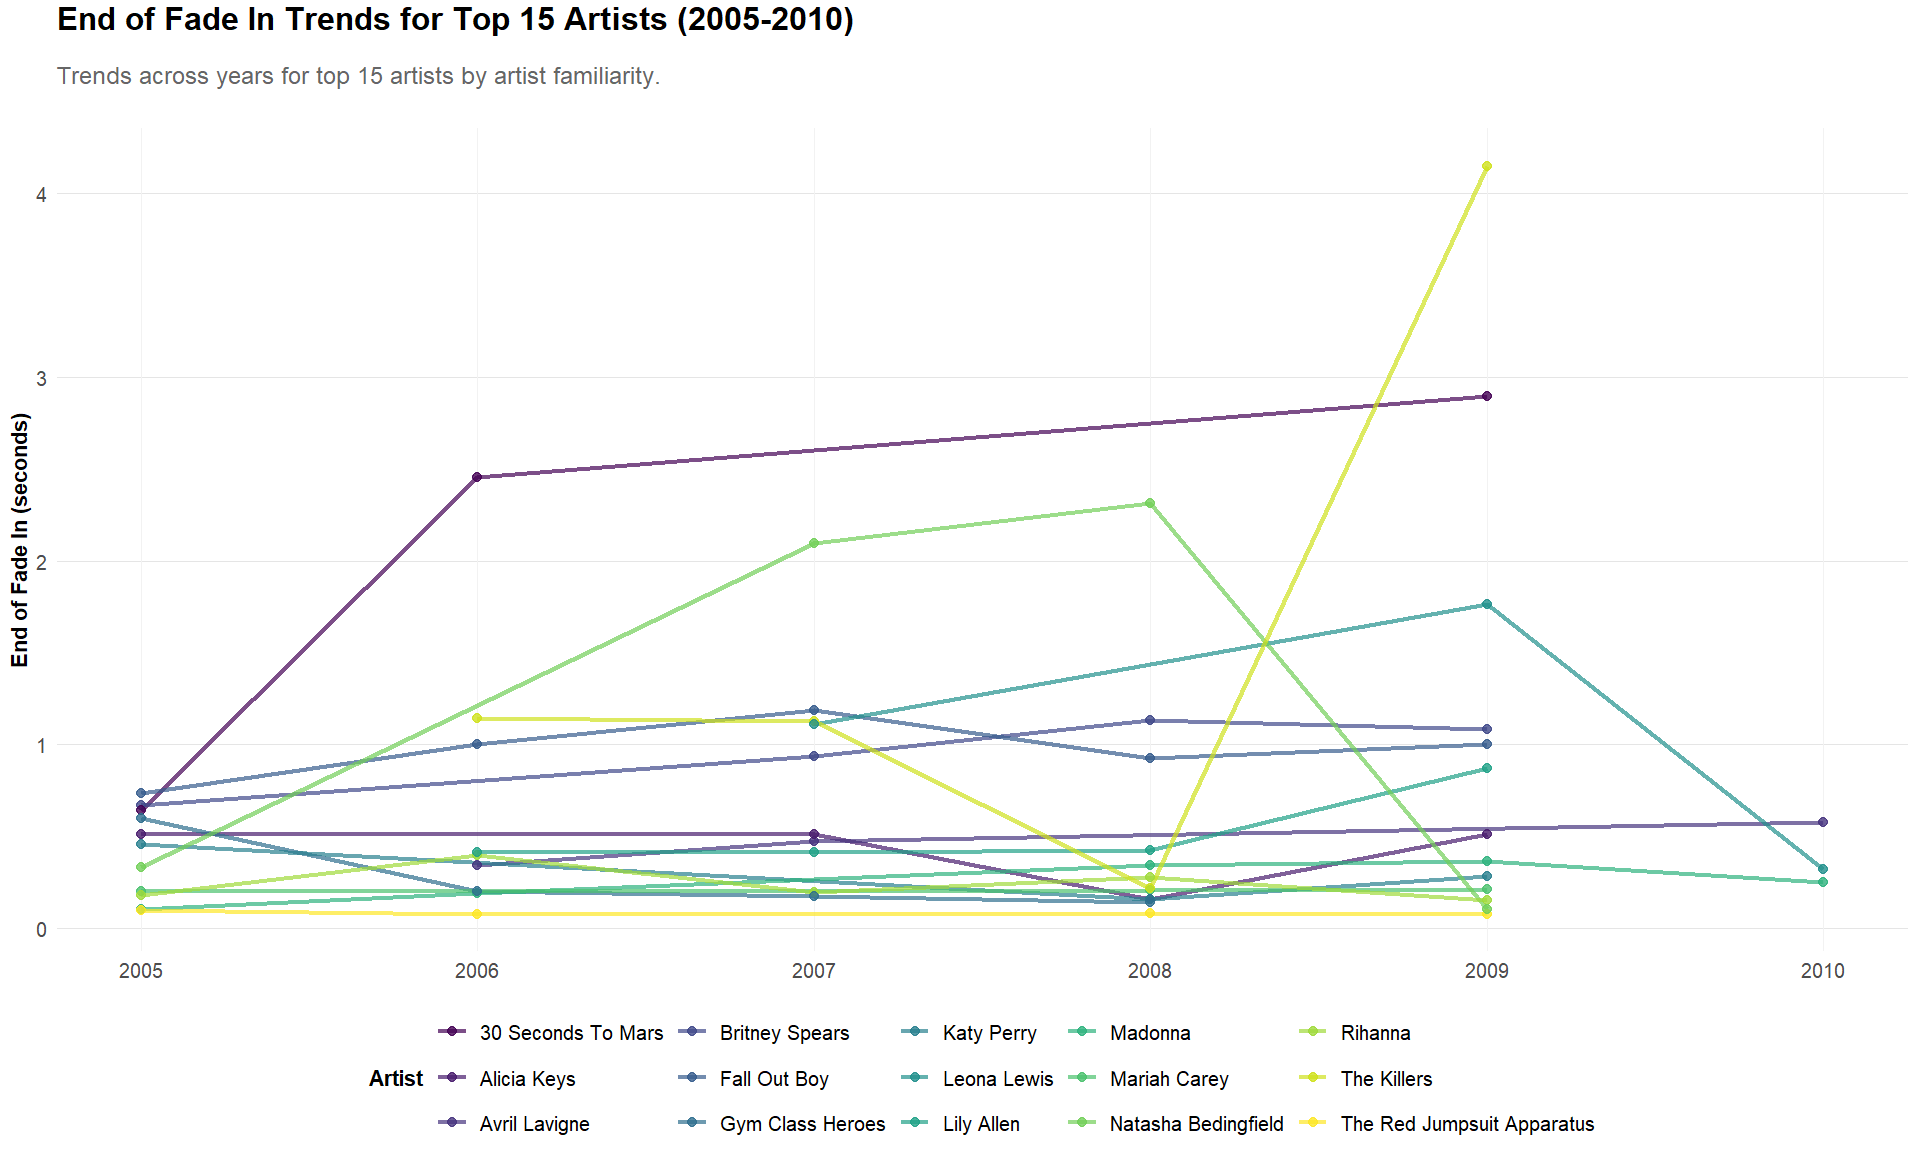 End of Fade In Trends for Top 15 Artists (2005-2010)
Trends across years for top 15 artists by artist familiarity.
End of Fade In (seconds)
4
3
2
1
0
2005 2006 2007 2008 2009 2010
Artist
30 Seconds To Mars Britney Spears Katy Perry Madonna Rihanna
Alicia Keys Fall Out Boy Leona Lewis Mariah Carey The Killers
Avril Lavigne Gym Class Heroes Lily Allen Natasha Bedingfield The Red Jumpsuit Apparatus